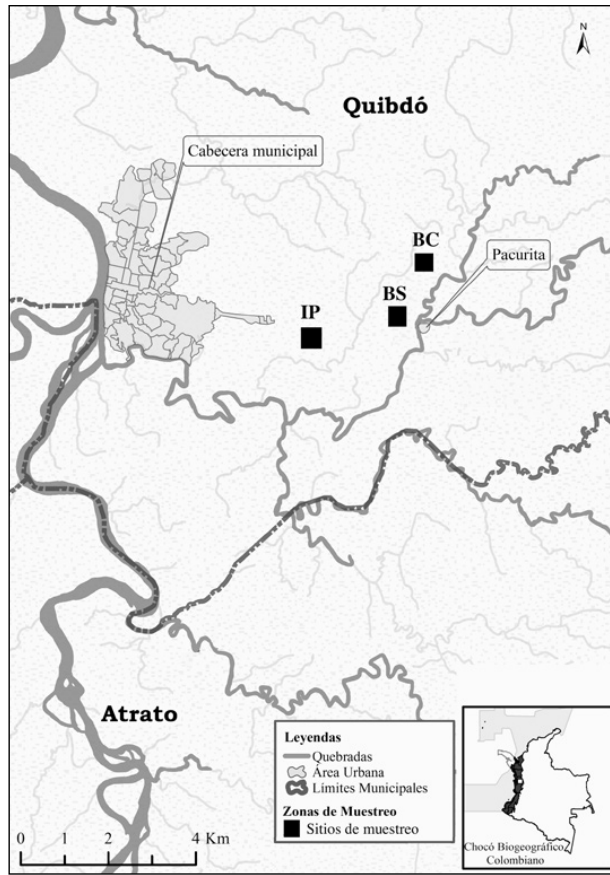 N
Quibdó
Cabecera municipal
BC
Pacurita
BS
IP
Atrato
Leyendas
Quebradas
Área Urbana
Límites Municipales
Zonas de Muestreo
Sitios de muestreo
0 1 2 4 Km
Chocó Biogeográfico
Colombiano